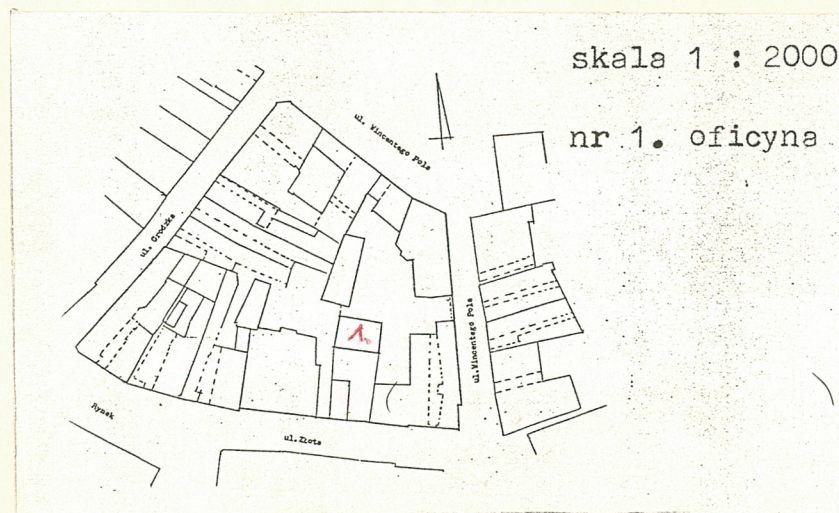 skala 1 : 2000
nr 1. oficyna
ul. Wincentego Pola
ul. Grodzka
1.
ul. Wincentego Pola
Rynek
ul. Złota